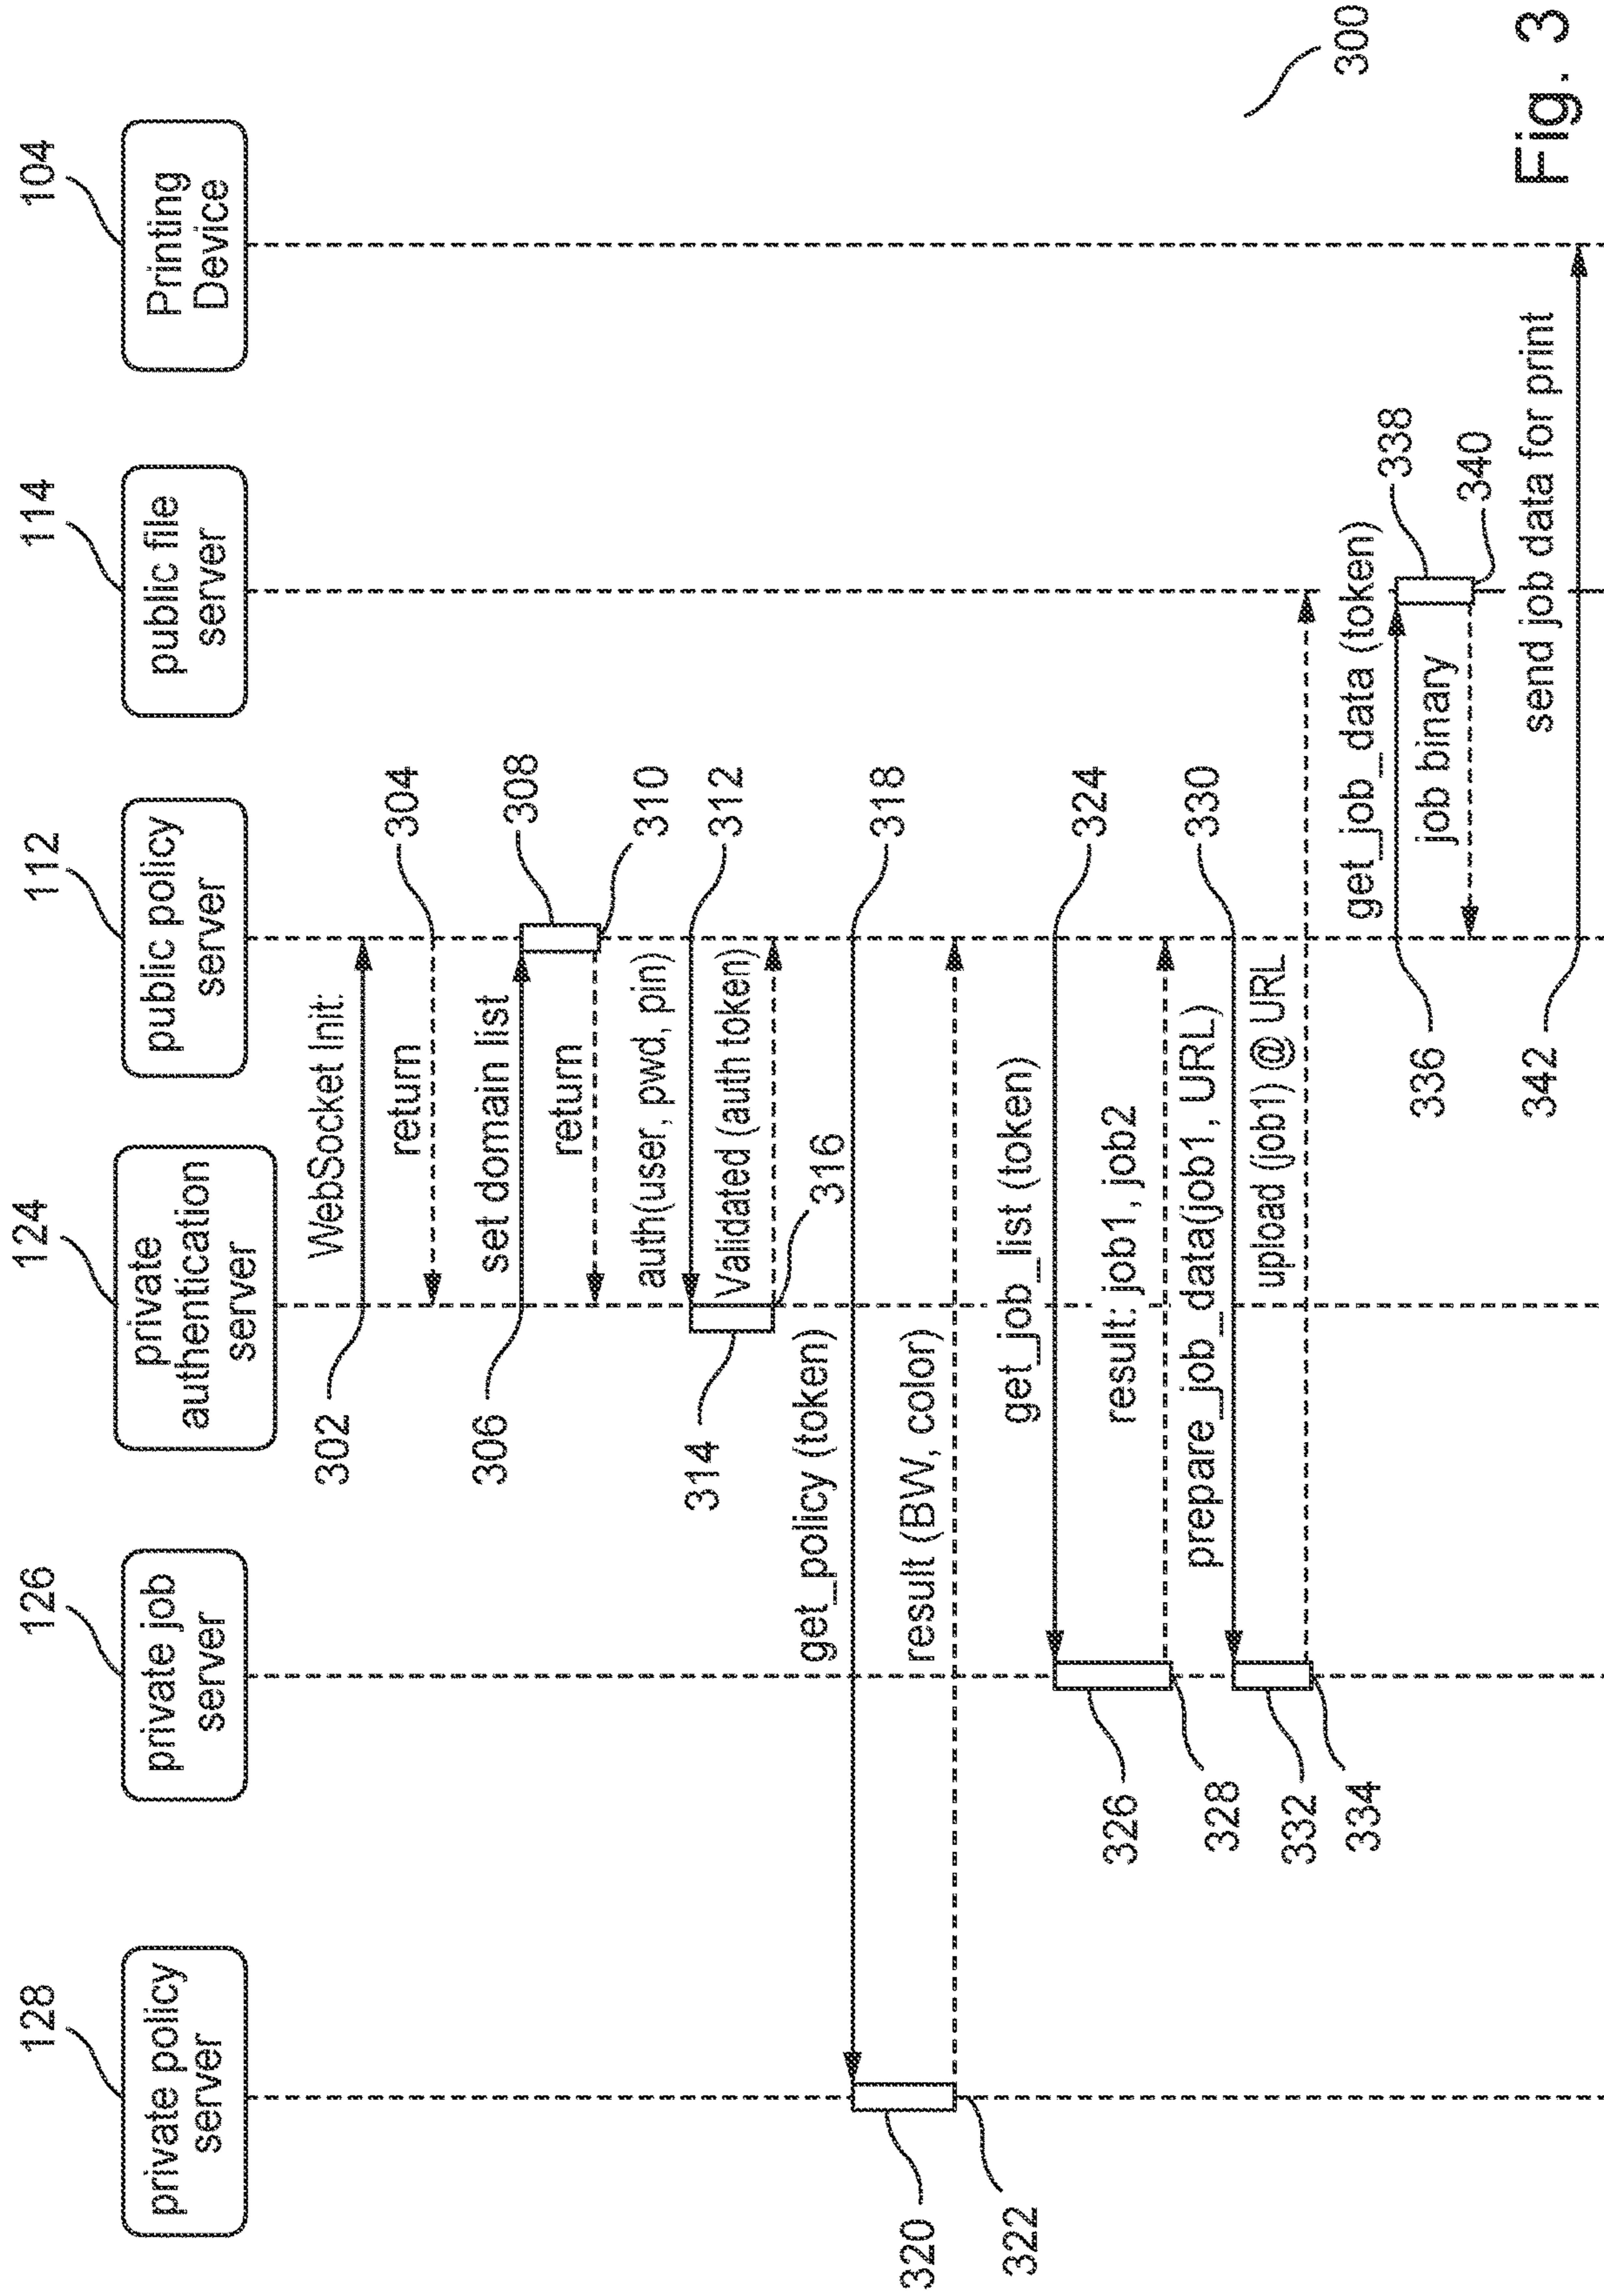 128
126
124
112
114
104
private policy
server
private job
server
private
authentication
server
public policy
server
public file
server
Printing
Device
WebSocket Init:
302
return
304
set domain list
306
308
return
310
auth(user, pwd, pin)
312
314
Validated (auth token)
316
get_policy (token)
318
320
result (BW, color)
322
get_job_list (token)
324
326
result: job1, job2
328
prepare_job_data(job1, URL)
330
332
upload (job1) @ URL
334
get_job_data (token)
336
338
job binary
340
send job data for print
342
300
Fig. 3